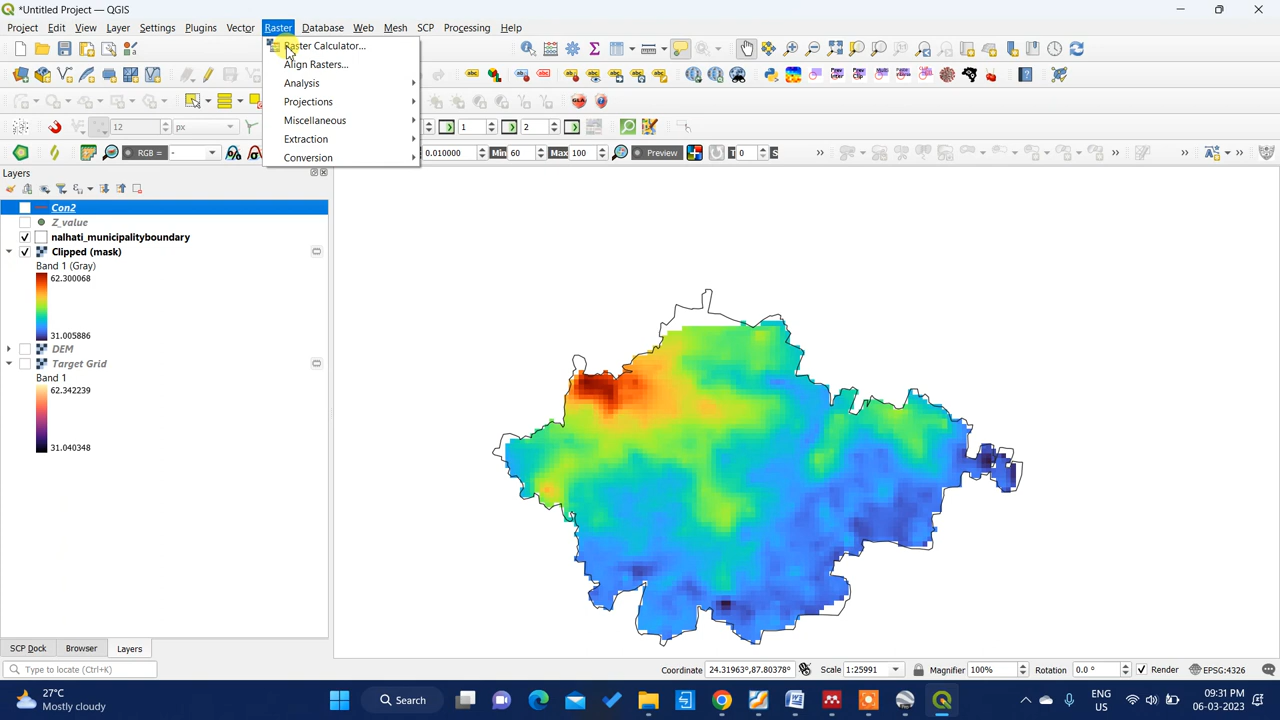 *Untitled Project — QGIS
Project Edit View Layer Settings Plugins Vector Raster Database Web Mesh SCP Processing Help
Raster Calculator...
Align Rasters...
Analysis
Projections
Miscellaneous
Extraction
Conversion
12 px 1 2
RGB = - 0.010000 Min 60 Max 100 Preview T 0 S
Layers
Con2
Z_value
nalhati_municipalityboundary
Clipped (mask)
Band 1 (Gray)
62.300068
31.005886
DEM
Target Grid
Band 1
62.342239
31.040348
SCP Dock Browser Layers
Type to locate (Ctrl+K) Coordinate 24.31963°,87.80378° Scale 1:25991 Magnifier 100% Rotation 0.0 ° Render EPSG:4326
27°C
Mostly cloudy
Search
ENG
US
09:31 PM
06-03-2023